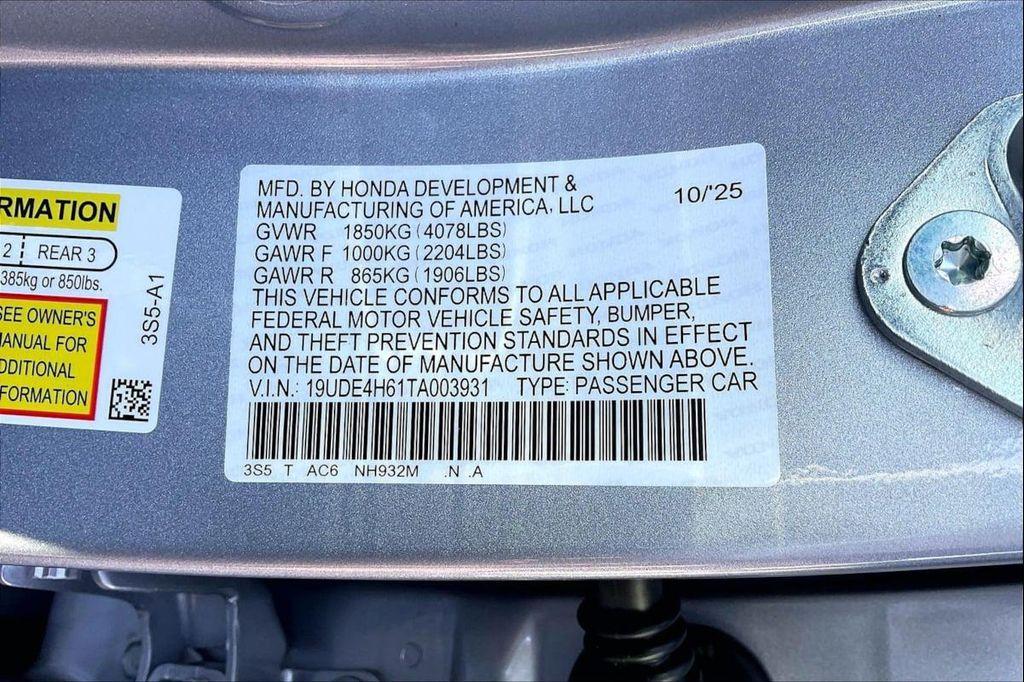 RMATION
2 REAR 3
385kg or 850lbs.
SEE OWNER'S
MANUAL FOR
DDITIONAL
FORMATION
3S5-A1
MFD. BY HONDA DEVELOPMENT &
MANUFACTURING OF AMERICA, LLC 10/'25
GVWR 1850KG (4078LBS)
GAWR F 1000KG (2204LBS)
GAWR R 865KG (1906LBS)
THIS VEHICLE CONFORMS TO ALL APPLICABLE
FEDERAL MOTOR VEHICLE SAFETY, BUMPER,
AND THEFT PREVENTION STANDARDS IN EFFECT
ON THE DATE OF MANUFACTURE SHOWN ABOVE.
V.I.N.: 19UDE4H61TA003931 TYPE: PASSENGER CAR
3S5 T AC6 NH932M .N .A